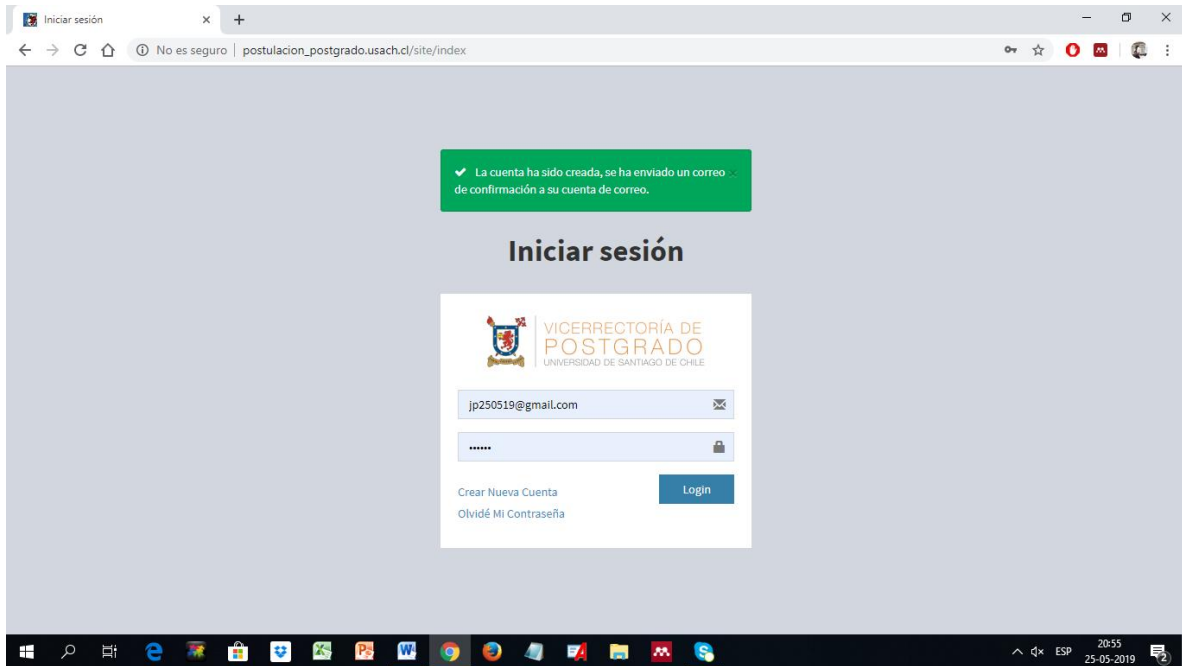 Iniciar sesión
No es seguro | postulacion_postgrado.usach.cl/site/index
La cuenta ha sido creada, se ha enviado un correo
de confirmación a su cuenta de correo.
Iniciar sesión
VICERRECTORÍA DE
POSTGRADO
UNIVERSIDAD DE SANTIAGO DE CHILE
jp250519@gmail.com
••••••
Crear Nueva Cuenta
Login
Olvidé Mi Contraseña
ESP
20:55
25-05-2019
2